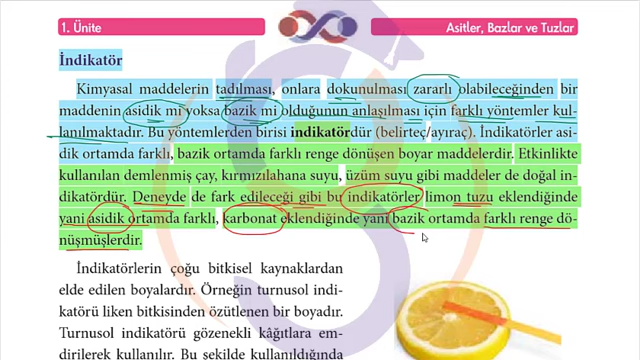 1. Ünite
Asitler, Bazlar ve Tuzlar
İndikatör
Kimyasal maddelerin tadılması, onlara dokunulması zararlı olabileceğinden bir
maddenin asidik mi yoksa bazik mi olduğunun anlaşılması için farklı yöntemler kul-
lanılmaktadır. Bu yöntemlerden birisi indikatördür (belirteç/ayıraç). İndikatörler asi-
dik ortamda farklı, bazik ortamda farklı renge dönüşen boyar maddelerdir. Etkinlikte
kullanılan demlenmiş çay, kırmızılahana suyu, üzüm suyu gibi maddeler de doğal in-
dikatördür. Deneyde de fark edileceği gibi bu indikatörler limon tuzu eklendiğinde
yani asidik ortamda farklı, karbonat eklendiğinde yani bazik ortamda farklı renge dö-
nüşmüşlerdir.
İndikatörlerin çoğu bitkisel kaynaklardan
elde edilen boyalardır. Örneğin turnusol indi-
katörü liken bitkisinden özütlenen bir boyadır.
Turnusol indikatörü gözenekli kâğıtlara em-
dirilerek kullanılır. Bu şekilde kullanıldığında